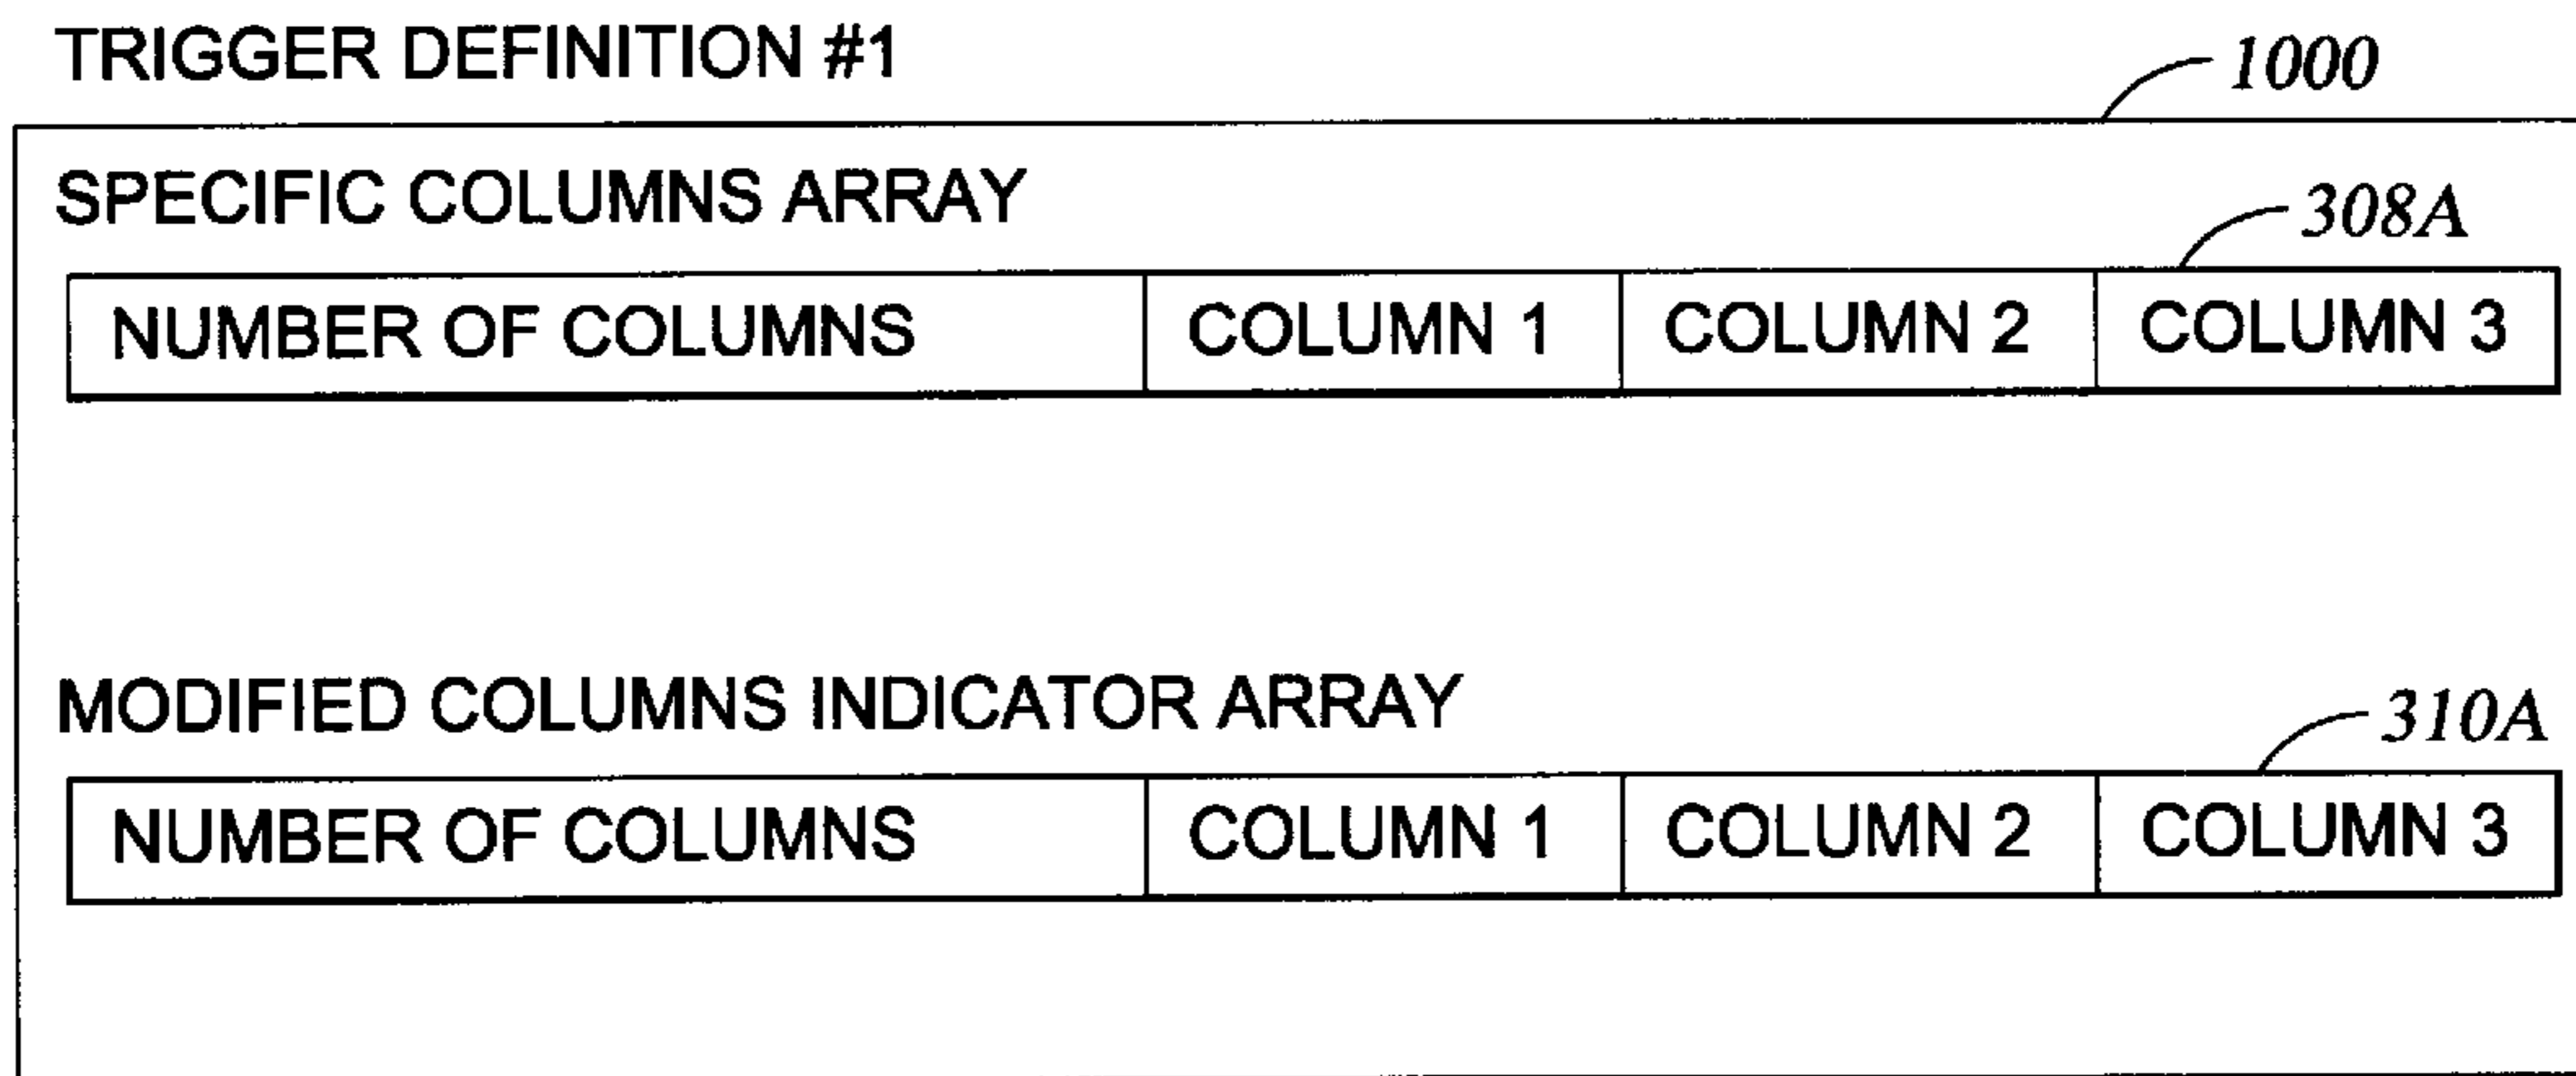 TRIGGER DEFINITION #1
1000
SPECIFIC COLUMNS ARRAY
308A
NUMBER OF COLUMNS COLUMN 1 COLUMN 2 COLUMN 3
MODIFIED COLUMNS INDICATOR ARRAY
310A
NUMBER OF COLUMNS COLUMN 1 COLUMN 2 COLUMN 3